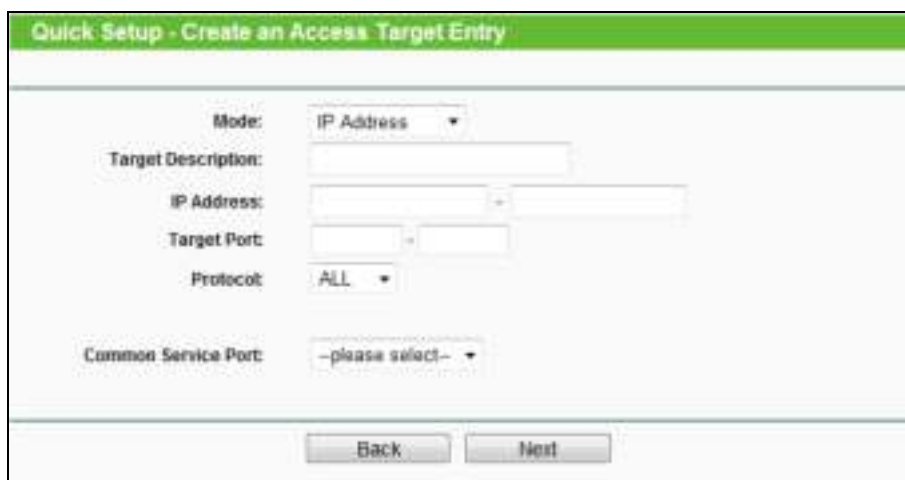 Quick Setup - Create an Access Target Entry
Mode: IP Address
Target Description:
IP Address: -
Target Port: -
Protocol: ALL
Common Service Port: --please select--
Back Next